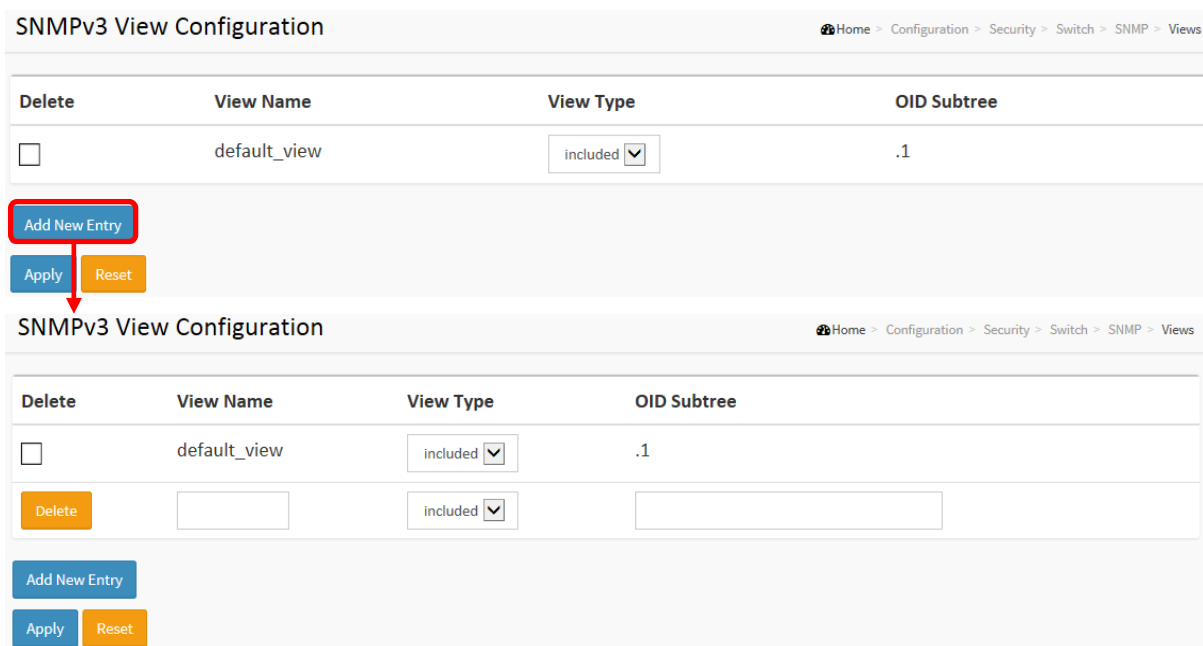 SNMPv3 View Configuration
Home > Configuration > Security > Switch > SNMP > Views
Delete View Name View Type OID Subtree
default_view included .1
Add New Entry
Apply Reset
SNMPv3 View Configuration
Home > Configuration > Security > Switch > SNMP > Views
Delete View Name View Type OID Subtree
default_view included .1
Delete included
Add New Entry
Apply Reset